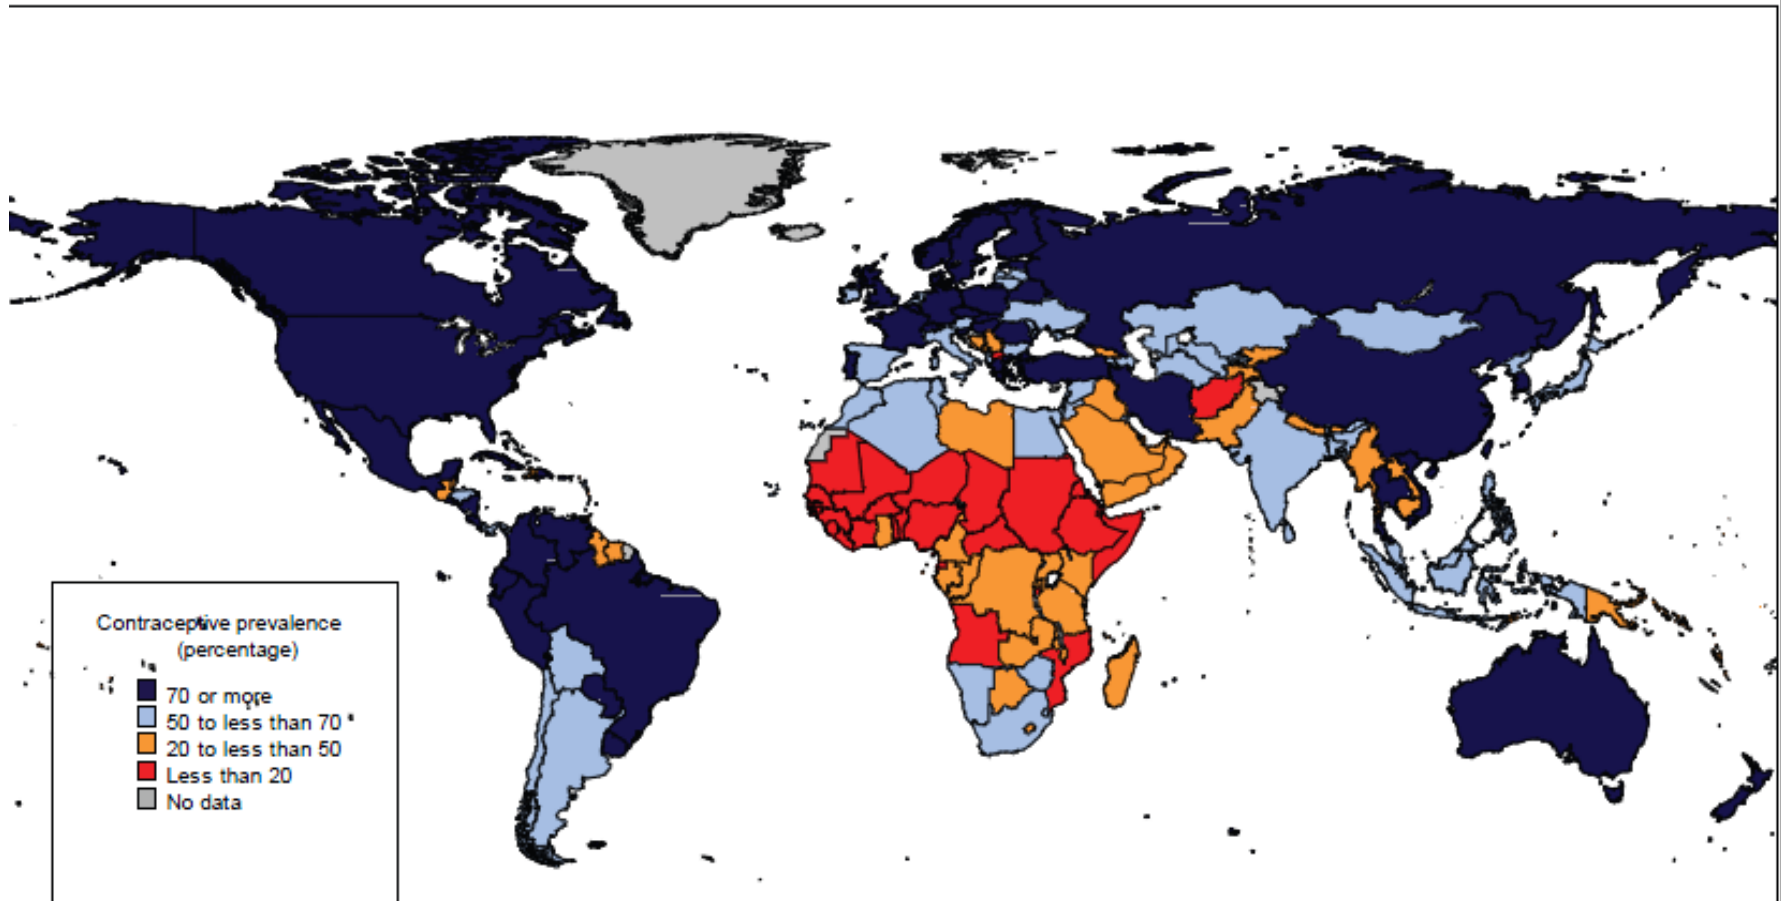 Contraceptive prevalence
(percentage)
70 or more
50 to less than 70
20 to less than 50
Less than 20
No data